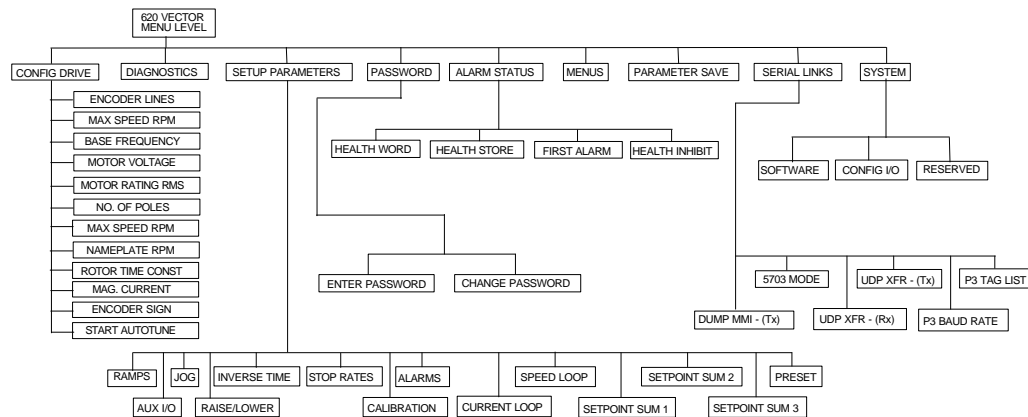 620 VECTOR
MENU LEVEL
CONFIG DRIVE
DIAGNOSTICS
SETUP PARAMETERS
PASSWORD
ALARM STATUS
MENUS
PARAMETER SAVE
SERIAL LINKS
SYSTEM
ENCODER LINES
MAX SPEED RPM
BASE FREQUENCY
MOTOR VOLTAGE
MOTOR RATING RMS
NO. OF POLES
MAX SPEED RPM
NAMEPLATE RPM
ROTOR TIME CONST
MAG. CURRENT
ENCODER SIGN
START AUTOTUNE
HEALTH WORD
HEALTH STORE
FIRST ALARM
HEALTH INHIBIT
SOFTWARE
CONFIG I/O
RESERVED
ENTER PASSWORD
CHANGE PASSWORD
5703 MODE
UDP XFR - (Tx)
P3 TAG LIST
DUMP MMI - (Tx)
UDP XFR - (Rx)
P3 BAUD RATE
RAMPS
JOG
INVERSE TIME
STOP RATES
ALARMS
SPEED LOOP
SETPOINT SUM 2
PRESET
AUX I/O
RAISE/LOWER
CALIBRATION
CURRENT LOOP
SETPOINT SUM 1
SETPOINT SUM 3